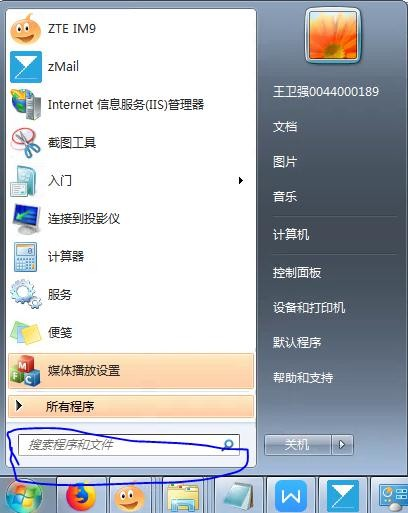 ZTE IM9
zMail
Internet 信息服务(IIS)管理器
截图工具
入门
连接到投影仪
计算器
服务
便笺
媒体播放设置
所有程序
搜索程序和文件
王卫强0044000189
文档
图片
音乐
计算机
控制面板
设备和打印机
默认程序
帮助和支持
关机